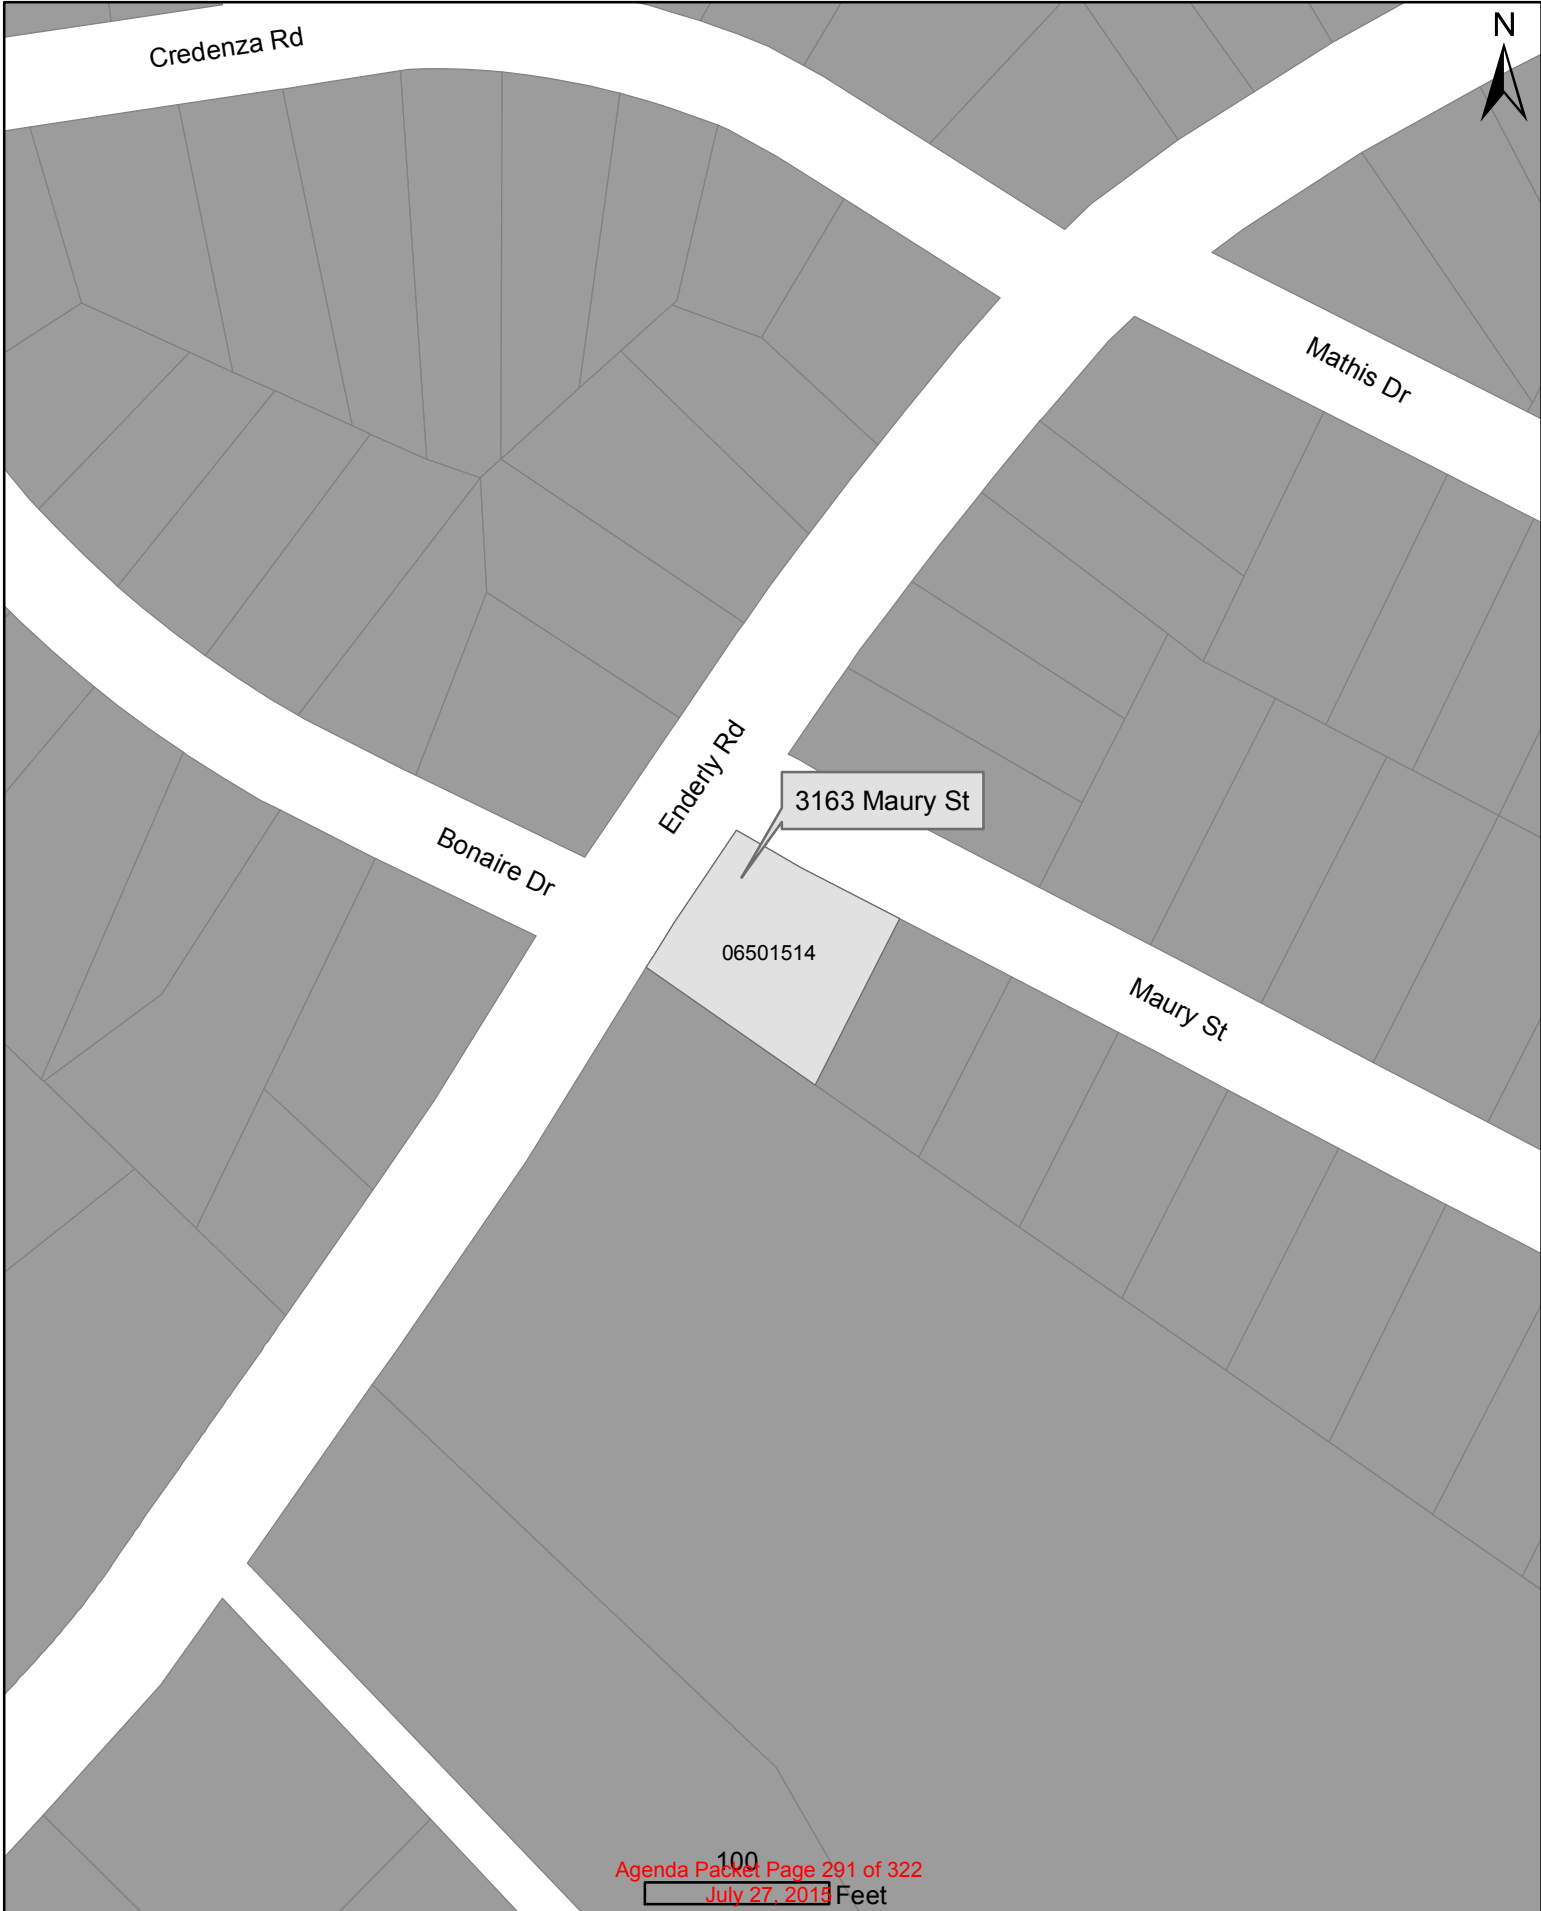 Credenza Rd
N
Mathis Dr
Enderly Rd
3163 Maury St
Bonaire Dr
06501514
Maury St
100
Agenda Packet Page 291 of 322
July 27, 2015
Feet